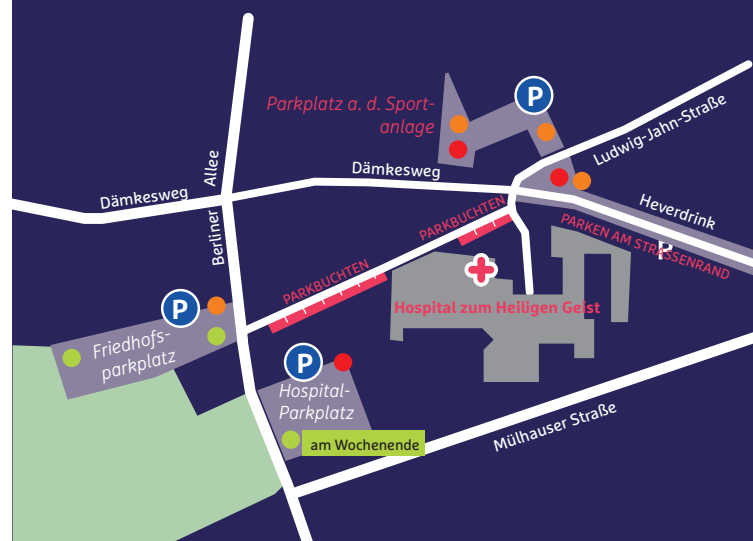 P
Parkplatz a. d. Sport-
anlage
Ludwig-Jahn-Straße
Dämkesweg
Dämkesweg
Berliner Allee
Heverdrink
PARKBUCHTEN
PARKEN AM STRASSENRAND
P
PARKBUCHTEN
Hospital zum Heiligen Geist
P
Friedhofs-
parkplatz
P
Hospital-
Parkplatz
am Wochenende
Mülhauser Straße